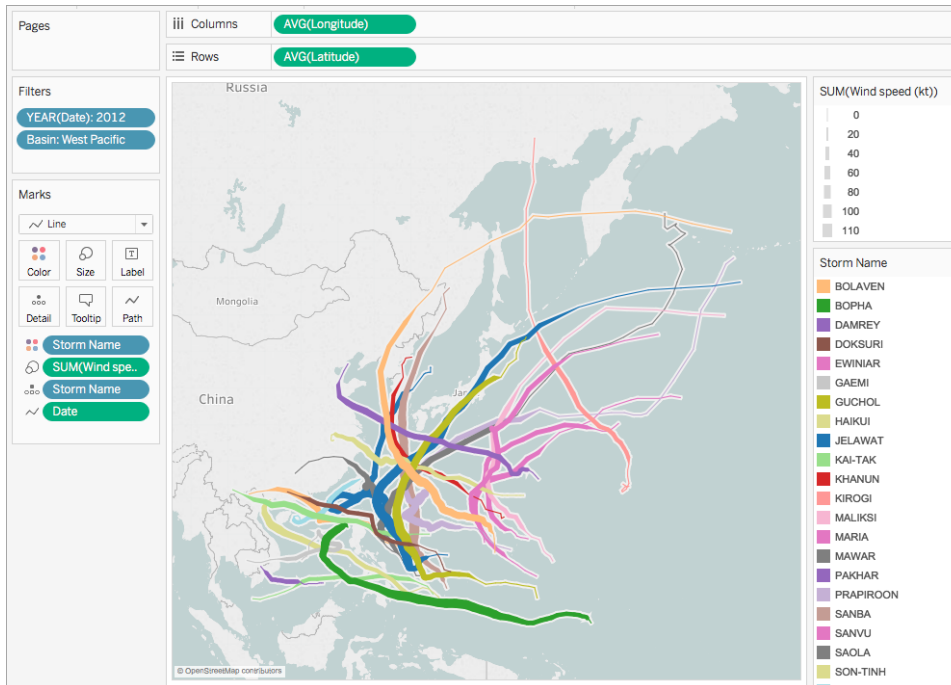 Pages
Columns
AVG(Longitude)
Rows
AVG(Latitude)
Filters
YEAR(Date): 2012
Basin: West Pacific
Marks
Line
Color
Size
Label
Detail
Tooltip
Path
Storm Name
SUM(Wind spe..
Storm Name
Date
Russia
Mongolia
China
© OpenStreetMap contributors
SUM(Wind speed (kt))
0
20
40
60
80
100
110
Storm Name
BOLAVEN
BOPHA
DAMREY
DOKSURI
EWINIAR
GAEMI
GUCHOL
HAIKUI
JELAWAT
KAI-TAK
KHANUN
KIROGI
MALIKSI
MARIA
MAWAR
PAKHAR
PRAPIROON
SANBA
SANVU
SAOLA
SON-TINH